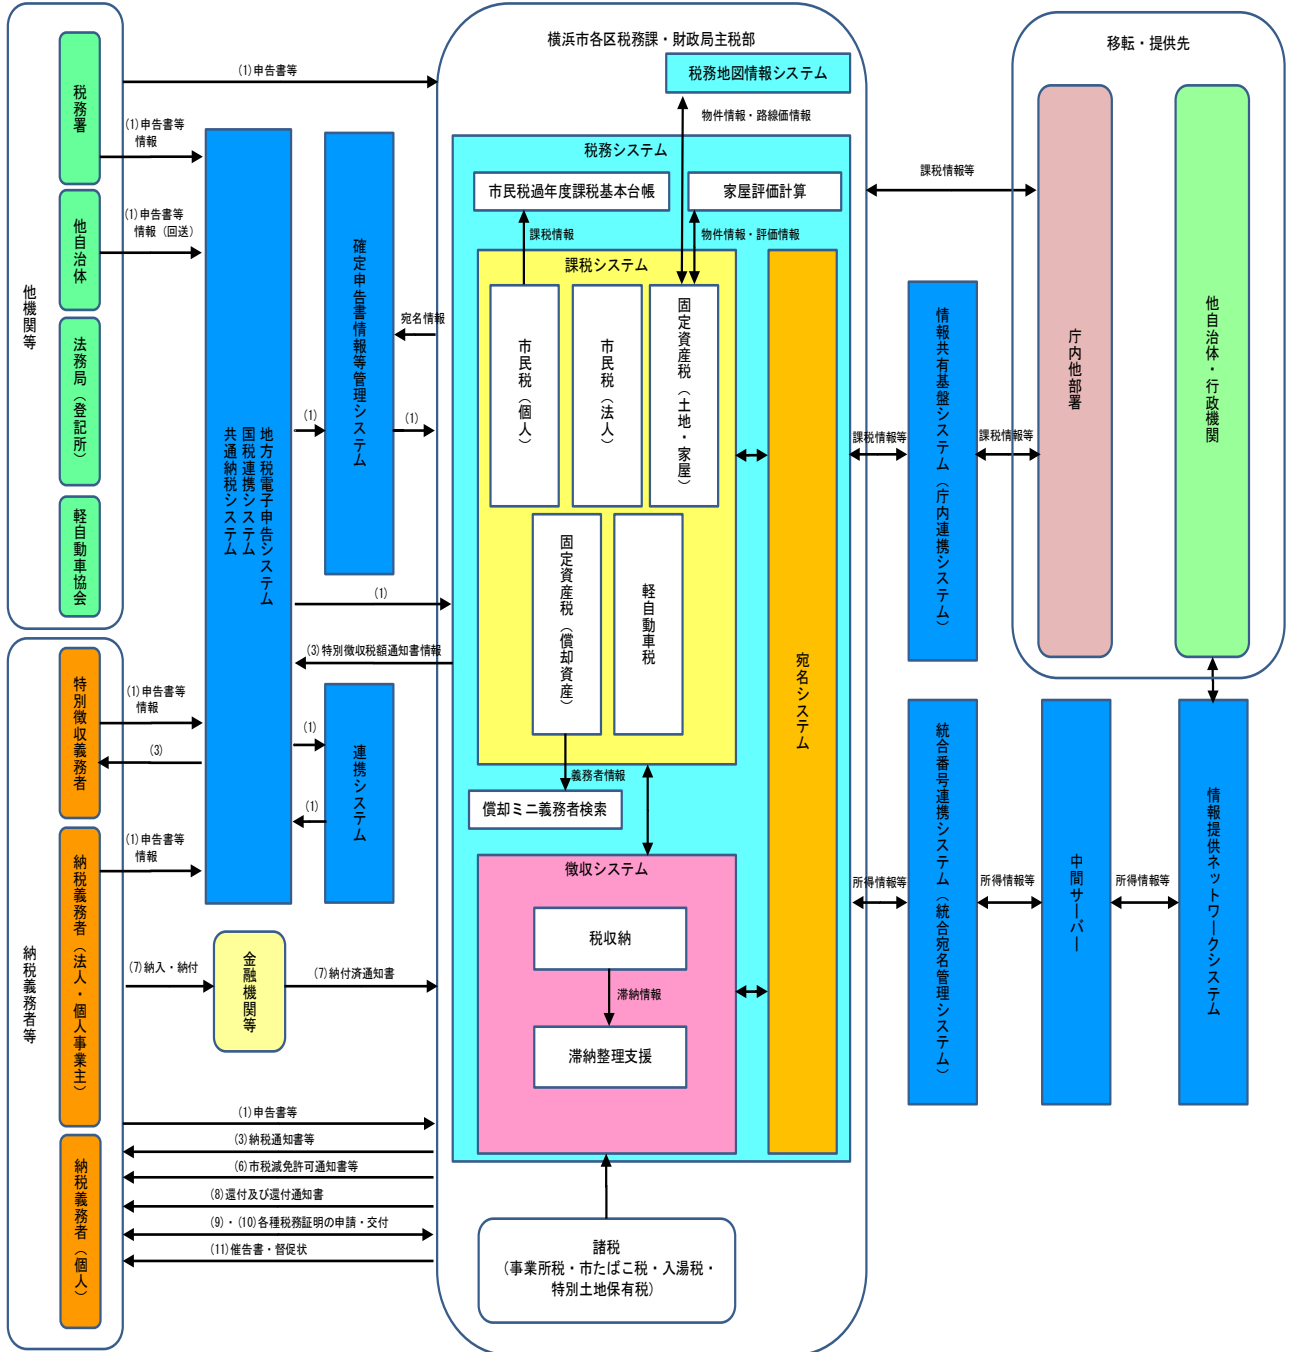 他機関等
税務署
他自治体
法務局（登記所）
軽自動車協会
納税義務者等
特別徴収義務者
納税義務者（法人・個人事業主）
納税義務者（個人）
(1)申告書等
(1)申告書等
情報
(1)申告書等
情報（回送）
(1)申告書等
情報
(3)
(1)申告書等
情報
地方税電子申告システム
国税連携システム
共通納税システム
確定申告書情報等管理システム
(1)
宛名情報
(1)
(1)
(3)特別徴収税額通知書情報
(1)
(1)
連携システム
(7)納入・納付
金融機関等
(7)納付済通知書
(1)申告書等
(3)納税通知書等
(6)市税減免許可通知書等
(8)還付及び還付通知書
(9)・(10)各種税務証明の申請・交付
(11)催告書・督促状
横浜市各区税務課・財政局主税部
税務地図情報システム
物件情報・路線価情報
税務システム
市民税過年度課税基本台帳
家屋評価計算
課税情報
物件情報・評価情報
課税システム
市民税（個人）
市民税（法人）
固定資産税（土地・家屋）
固定資産税（償却資産）
軽自動車税
義務者情報
償却ミニ義務者検索
宛名システム
徴収システム
税収納
滞納情報
滞納整理支援
諸税
（事業所税・市たばこ税・入湯税・
特別土地保有税）
移転・提供先
課税情報等
庁内他部署
他自治体・行政機関
課税情報等
情報共有基盤システム（庁内連携システム）
課税情報等
所得情報等
統合番号連携システム（統合宛名管理システム）
所得情報等
中間サーバー
所得情報等
情報提供ネットワークシステム